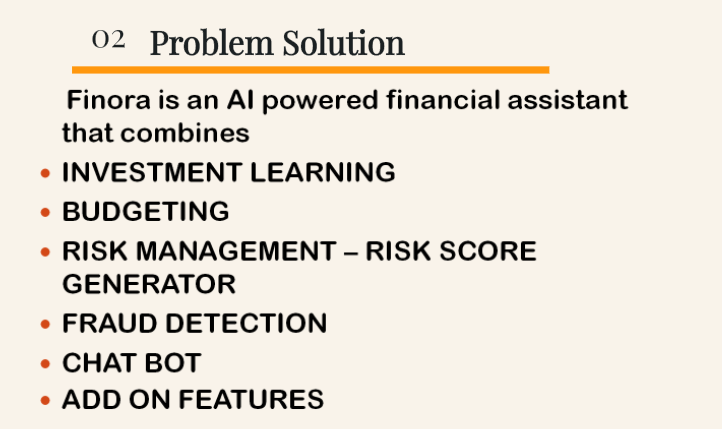 02 Problem Solution
Finora is an AI powered financial assistant
that combines
• INVESTMENT LEARNING
• BUDGETING
• RISK MANAGEMENT – RISK SCORE
GENERATOR
• FRAUD DETECTION
• CHAT BOT
• ADD ON FEATURES